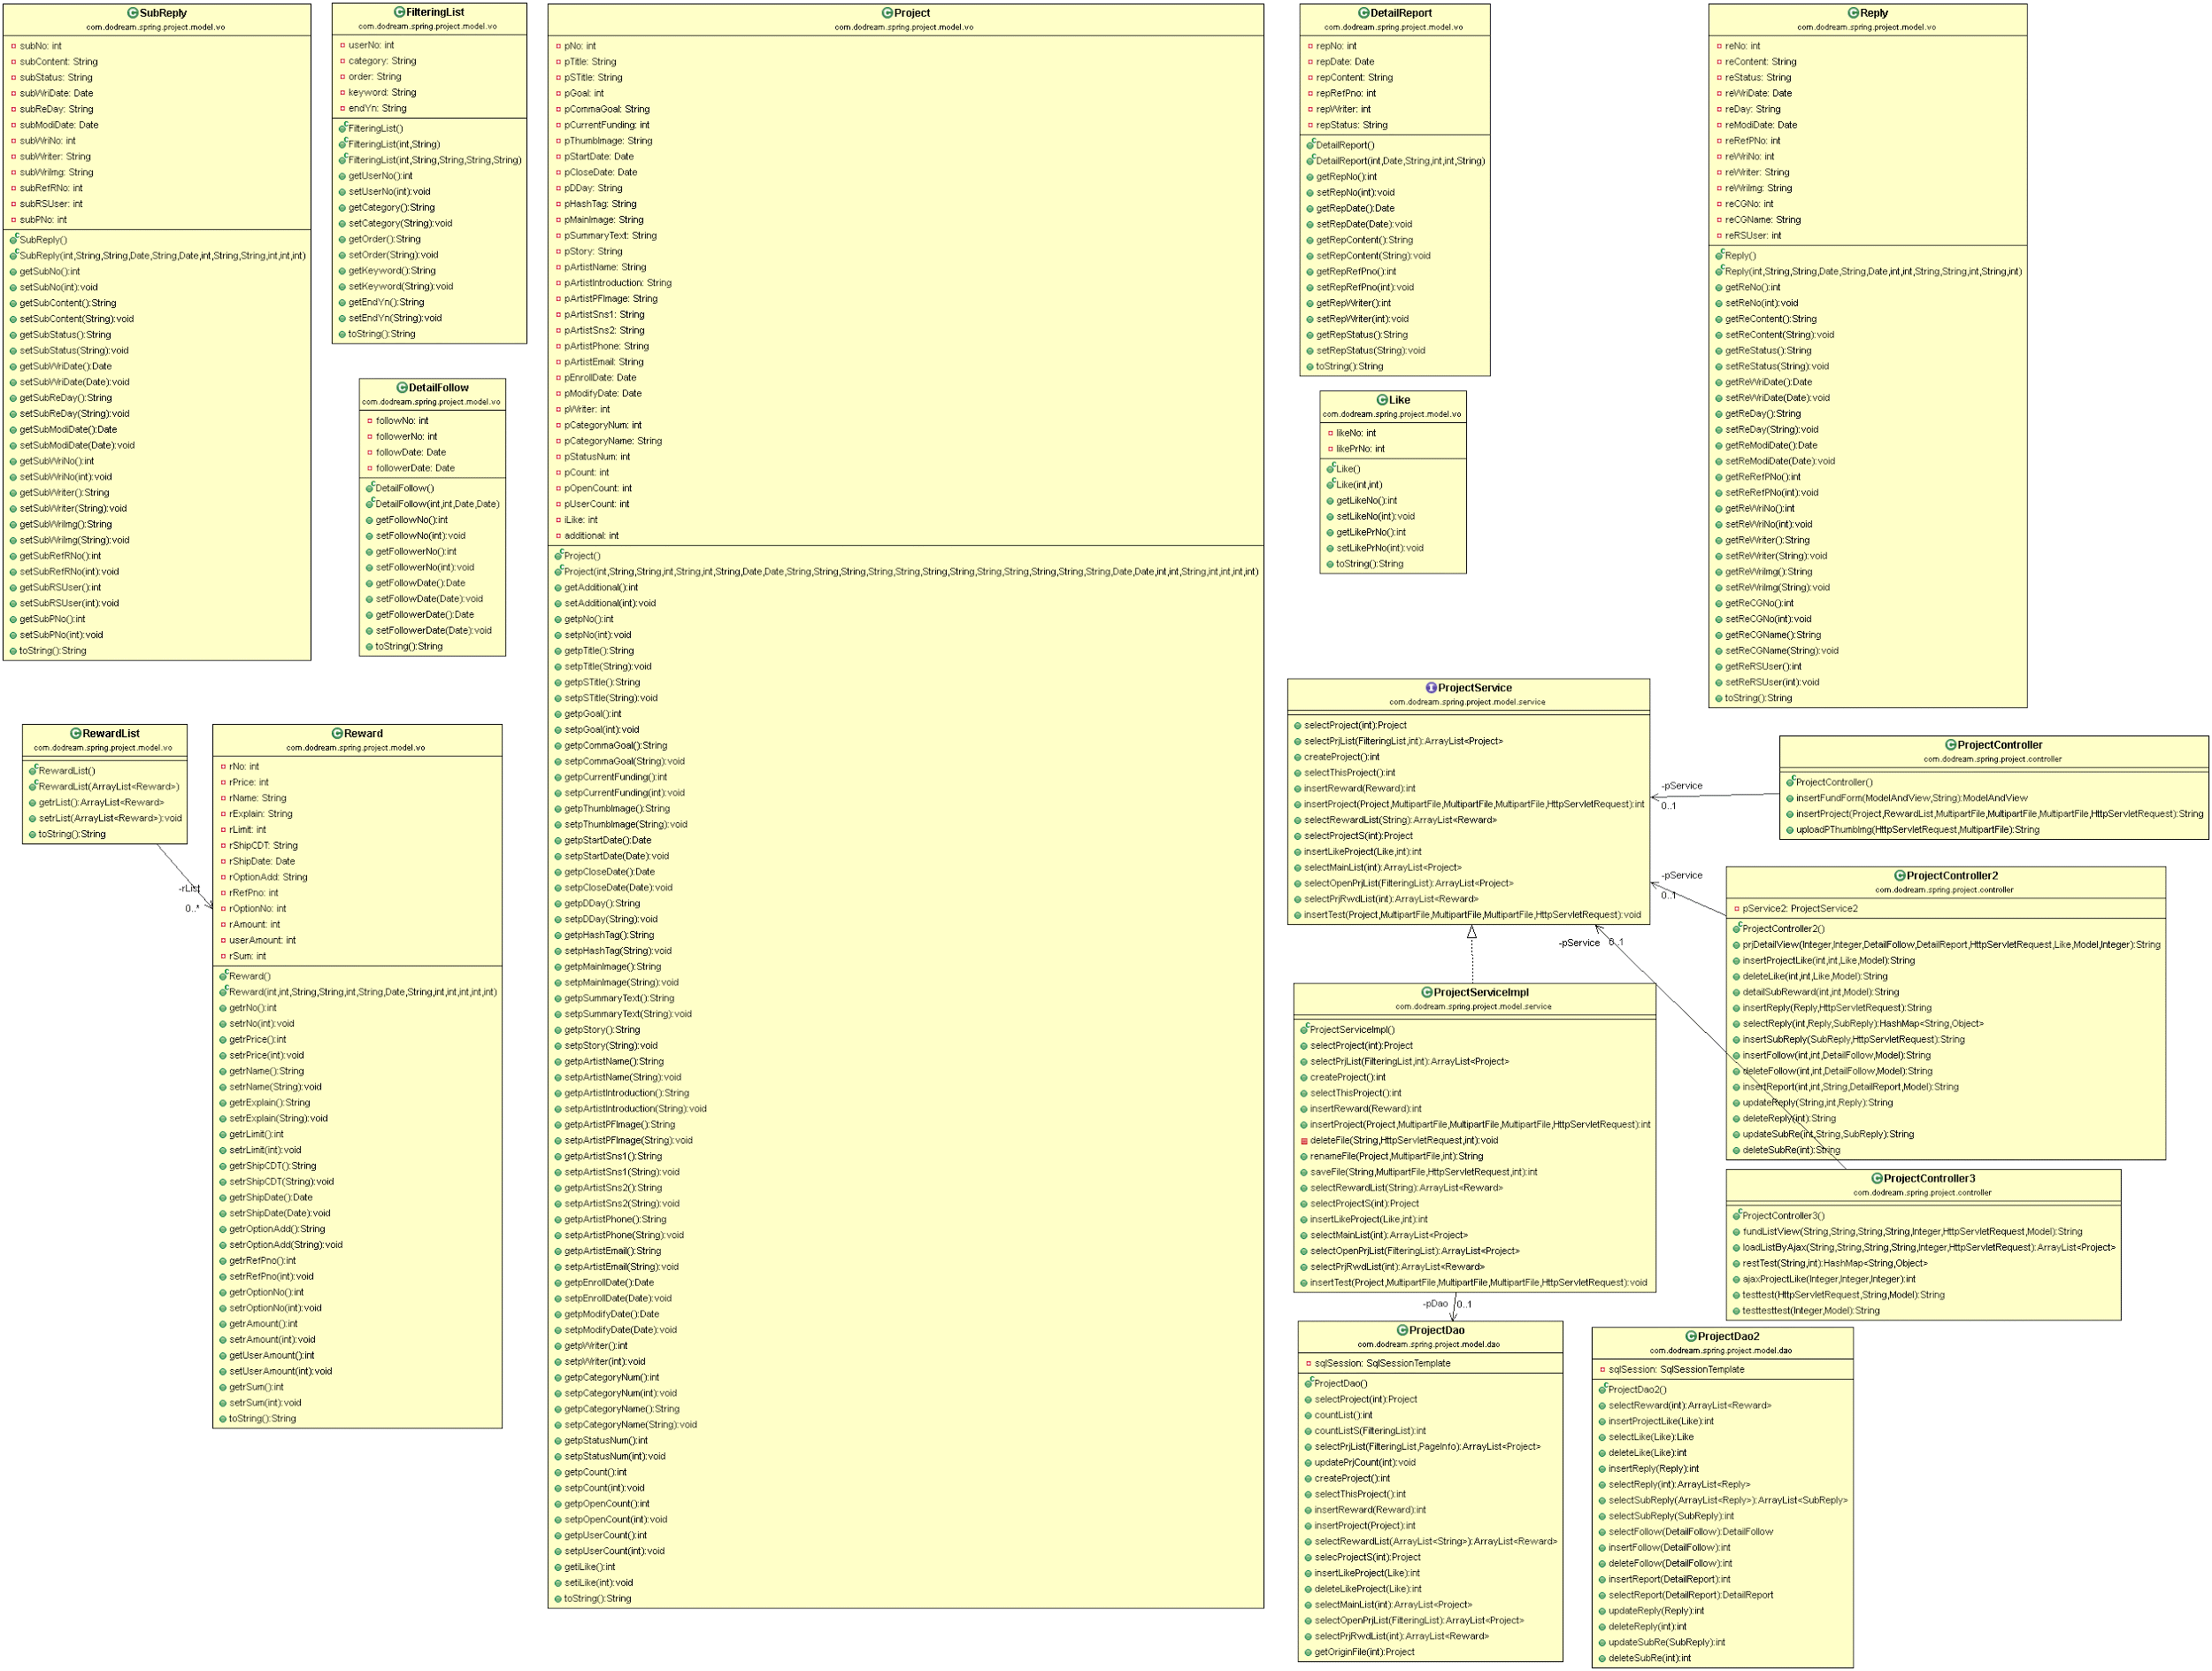 SubReply
com.dodream.spring.project.model.vo
subNo: int
subContent: String
subStatus: String
subWriDate: Date
subReDay: String
subModiDate: Date
subWriNo: int
subWriter: String
subWriImg: String
subRefRNo: int
subRSUser: int
subPNo: int
SubReply()
SubReply(int,String,String,Date,String,Date,int,String,String,int,int,int)
getSubNo():int
setSubNo(int):void
getSubContent():String
setSubContent(String):void
getSubStatus():String
setSubStatus(String):void
getSubWriDate():Date
setSubWriDate(Date):void
getSubReDay():String
setSubReDay(String):void
getSubModiDate():Date
setSubModiDate(Date):void
getSubWriNo():int
setSubWriNo(int):void
getSubWriter():String
setSubWriter(String):void
getSubWriImg():String
setSubWriImg(String):void
getSubRefRNo():int
setSubRefRNo(int):void
getSubRSUser():int
setSubRSUser(int):void
getSubPNo():int
setSubPNo(int):void
toString():String
FilteringList
com.dodream.spring.project.model.vo
userNo: int
category: String
order: String
keyword: String
endYn: String
FilteringList()
FilteringList(int,String)
FilteringList(int,String,String,String,String)
getUserNo():int
setUserNo(int):void
getCategory():String
setCategory(String):void
getOrder():String
setOrder(String):void
getKeyword():String
setKeyword(String):void
getEndYn():String
setEndYn(String):void
toString():String
DetailFollow
com.dodream.spring.project.model.vo
followNo: int
followerNo: int
followDate: Date
followerDate: Date
DetailFollow()
DetailFollow(int,int,Date,Date)
getFollowNo():int
setFollowNo(int):void
getFollowerNo():int
setFollowerNo(int):void
getFollowDate():Date
setFollowDate(Date):void
getFollowerDate():Date
setFollowerDate(Date):void
toString():String
Project
com.dodream.spring.project.model.vo
pNo: int
pTitle: String
pSTitle: String
pGoal: int
pCommaGoal: String
pCurrentFunding: int
pThumbImage: String
pStartDate: Date
pCloseDate: Date
pDDay: String
pHashTag: String
pMainImage: String
pSummaryText: String
pStory: String
pArtistName: String
pArtistIntroduction: String
pArtistPFImage: String
pArtistSns1: String
pArtistSns2: String
pArtistPhone: String
pArtistEmail: String
pEnrollDate: Date
pModifyDate: Date
pWriter: int
pCategoryNum: int
pCategoryName: String
pStatusNum: int
pCount: int
pOpenCount: int
pUserCount: int
iLike: int
additional: int
Project()
Project(int,String,String,int,String,int,String,Date,Date,String,String,String,String,String,String,String,String,String,String,String,String,Date,Date,int,int,String,int,int,int,int,int)
getAdditional():int
setAdditional(int):void
getpNo():int
setpNo(int):void
getpTitle():String
setpTitle(String):void
getpSTitle():String
setpSTitle(String):void
getpGoal():int
setpGoal(int):void
getpCommaGoal():String
setpCommaGoal(String):void
getpCurrentFunding():int
setpCurrentFunding(int):void
getpThumbImage():String
setpThumbImage(String):void
getpStartDate():Date
setpStartDate(Date):void
getpCloseDate():Date
setpCloseDate(Date):void
getpDDay():String
setpDDay(String):void
getpHashTag():String
setpHashTag(String):void
getpMainImage():String
setpMainImage(String):void
getpSummaryText():String
setpSummaryText(String):void
getpStory():String
setpStory(String):void
getpArtistName():String
setpArtistName(String):void
getpArtistIntroduction():String
setpArtistIntroduction(String):void
getpArtistPFImage():String
setpArtistPFImage(String):void
getpArtistSns1():String
setpArtistSns1(String):void
getpArtistSns2():String
setpArtistSns2(String):void
getpArtistPhone():String
setpArtistPhone(String):void
getpArtistEmail():String
setpArtistEmail(String):void
getpEnrollDate():Date
setpEnrollDate(Date):void
getpModifyDate():Date
setpModifyDate(Date):void
getpWriter():int
setpWriter(int):void
getpCategoryNum():int
setpCategoryNum(int):void
getpCategoryName():String
setpCategoryName(String):void
getpStatusNum():int
setpStatusNum(int):void
getpCount():int
setpCount(int):void
getpOpenCount():int
setpOpenCount(int):void
getpUserCount():int
setpUserCount(int):void
getiLike():int
setiLike(int):void
toString():String
DetailReport
com.dodream.spring.project.model.vo
repNo: int
repDate: Date
repContent: String
repRefPno: int
repWriter: int
repStatus: String
DetailReport()
DetailReport(int,Date,String,int,int,String)
getRepNo():int
setRepNo(int):void
getRepDate():Date
setRepDate(Date):void
getRepContent():String
setRepContent(String):void
getRepRefPno():int
setRepRefPno(int):void
getRepWriter():int
setRepWriter(int):void
getRepStatus():String
setRepStatus(String):void
toString():String
Like
com.dodream.spring.project.model.vo
likeNo: int
likePrNo: int
Like()
Like(int,int)
getLikeNo():int
setLikeNo(int):void
getLikePrNo():int
setLikePrNo(int):void
toString():String
Reply
com.dodream.spring.project.model.vo
reNo: int
reContent: String
reStatus: String
reWriDate: Date
reDay: String
reModiDate: Date
reRefPNo: int
reWriNo: int
reWriter: String
reWriImg: String
reCGNo: int
reCGName: String
reRSUser: int
Reply()
Reply(int,String,String,Date,String,Date,int,int,String,String,int,String,int)
getReNo():int
setReNo(int):void
getReContent():String
setReContent(String):void
getReStatus():String
setReStatus(String):void
getReWriDate():Date
setReWriDate(Date):void
getReDay():String
setReDay(String):void
getReModiDate():Date
setReModiDate(Date):void
getReRefPNo():int
setReRefPNo(int):void
getReWriNo():int
setReWriNo(int):void
getReWriter():String
setReWriter(String):void
getReWriImg():String
setReWriImg(String):void
getReCGNo():int
setReCGNo(int):void
getReCGName():String
setReCGName(String):void
getReRSUser():int
setReRSUser(int):void
toString():String
RewardList
com.dodream.spring.project.model.vo
RewardList()
RewardList(ArrayList<Reward>)
getrList():ArrayList<Reward>
setrList(ArrayList<Reward>):void
toString():String
-rList
0..*
Reward
com.dodream.spring.project.model.vo
rNo: int
rPrice: int
rName: String
rExplain: String
rLimit: int
rShipCDT: String
rShipDate: Date
rOptionAdd: String
rRefPno: int
rOptionNo: int
rAmount: int
userAmount: int
rSum: int
Reward()
Reward(int,int,String,String,int,String,Date,String,int,int,int,int,int)
getrNo():int
setrNo(int):void
getrPrice():int
setrPrice(int):void
getrName():String
setrName(String):void
getrExplain():String
setrExplain(String):void
getrLimit():int
setrLimit(int):void
getrShipCDT():String
setrShipCDT(String):void
getrShipDate():Date
setrShipDate(Date):void
getrOptionAdd():String
setrOptionAdd(String):void
getrRefPno():int
setrRefPno(int):void
getrOptionNo():int
setrOptionNo(int):void
getrAmount():int
setrAmount(int):void
getUserAmount():int
setUserAmount(int):void
getrSum():int
setrSum(int):void
toString():String
ProjectService
com.dodream.spring.project.model.service
selectProject(int):Project
selectPrjList(FilteringList,int):ArrayList<Project>
createProject():int
selectThisProject():int
insertReward(Reward):int
insertProject(Project,MultipartFile,MultipartFile,MultipartFile,HttpServletRequest):int
selectRewardList(String):ArrayList<Reward>
selectProjectS(int):Project
insertLikeProject(Like,int):int
selectMainList(int):ArrayList<Project>
selectOpenPrjList(FilteringList):ArrayList<Project>
selectPrjRwdList(int):ArrayList<Reward>
insertTest(Project,MultipartFile,MultipartFile,MultipartFile,HttpServletRequest):void
-pService
0..1
-pService
0..1
-pService
0..1
ProjectController
com.dodream.spring.project.controller
ProjectController()
insertFundForm(ModelAndView,String):ModelAndView
insertProject(Project,RewardList,MultipartFile,MultipartFile,MultipartFile,HttpServletRequest):String
uploadPThumbImg(HttpServletRequest,MultipartFile):String
ProjectController2
com.dodream.spring.project.controller
pService2: ProjectService2
ProjectController2()
prjDetailView(Integer,Integer,DetailFollow,DetailReport,HttpServletRequest,Like,Model,Integer):String
insertProjectLike(int,int,Like,Model):String
deleteLike(int,int,Like,Model):String
detailSubReward(int,int,Model):String
insertReply(Reply,HttpServletRequest):String
selectReply(int,Reply,SubReply):HashMap<String,Object>
insertSubReply(SubReply,HttpServletRequest):String
insertFollow(int,int,DetailFollow,Model):String
deleteFollow(int,int,DetailFollow,Model):String
insertReport(int,int,String,DetailReport,Model):String
updateReply(String,int,Reply):String
deleteReply(int):String
updateSubRe(int,String,SubReply):String
deleteSubRe(int):String
ProjectServiceImpl
com.dodream.spring.project.model.service
ProjectServiceImpl()
selectProject(int):Project
selectPrjList(FilteringList,int):ArrayList<Project>
createProject():int
selectThisProject():int
insertReward(Reward):int
insertProject(Project,MultipartFile,MultipartFile,MultipartFile,HttpServletRequest):int
deleteFile(String,HttpServletRequest,int):void
renameFile(Project,MultipartFile,int):String
saveFile(String,MultipartFile,HttpServletRequest,int):int
selectRewardList(String):ArrayList<Reward>
selectProjectS(int):Project
insertLikeProject(Like,int):int
selectMainList(int):ArrayList<Project>
selectOpenPrjList(FilteringList):ArrayList<Project>
selectPrjRwdList(int):ArrayList<Reward>
insertTest(Project,MultipartFile,MultipartFile,MultipartFile,HttpServletRequest):void
-pDao
0..1
ProjectController3
com.dodream.spring.project.controller
ProjectController3()
fundListView(String,String,String,String,Integer,HttpServletRequest,Model):String
loadListByAjax(String,String,String,String,Integer,HttpServletRequest):ArrayList<Project>
restTest(String,int):HashMap<String,Object>
ajaxProjectLike(Integer,Integer,Integer):int
testtest(HttpServletRequest,String,Model):String
testtesttest(Integer,Model):String
ProjectDao
com.dodream.spring.project.model.dao
sqlSession: SqlSessionTemplate
ProjectDao()
selectProject(int):Project
countList():int
countListS(FilteringList):int
selectPrjList(FilteringList,PageInfo):ArrayList<Project>
updatePrjCount(int):void
createProject():int
selectThisProject():int
insertReward(Reward):int
insertProject(Project):int
selectRewardList(ArrayList<String>):ArrayList<Reward>
selecProjectS(int):Project
insertLikeProject(Like):int
deleteLikeProject(Like):int
selectMainList(int):ArrayList<Project>
selectOpenPrjList(FilteringList):ArrayList<Project>
selectPrjRwdList(int):ArrayList<Reward>
getOriginFile(int):Project
ProjectDao2
com.dodream.spring.project.model.dao
sqlSession: SqlSessionTemplate
ProjectDao2()
selectReward(int):ArrayList<Reward>
insertProjectLike(Like):int
selectLike(Like):Like
deleteLike(Like):int
insertReply(Reply):int
selectReply(int):ArrayList<Reply>
selectSubReply(ArrayList<Reply>):ArrayList<SubReply>
selectSubReply(SubReply):int
selectFollow(DetailFollow):DetailFollow
insertFollow(DetailFollow):int
deleteFollow(DetailFollow):int
insertReport(DetailReport):int
selectReport(DetailReport):DetailReport
updateReply(Reply):int
deleteReply(int):int
updateSubRe(SubReply):int
deleteSubRe(int):int